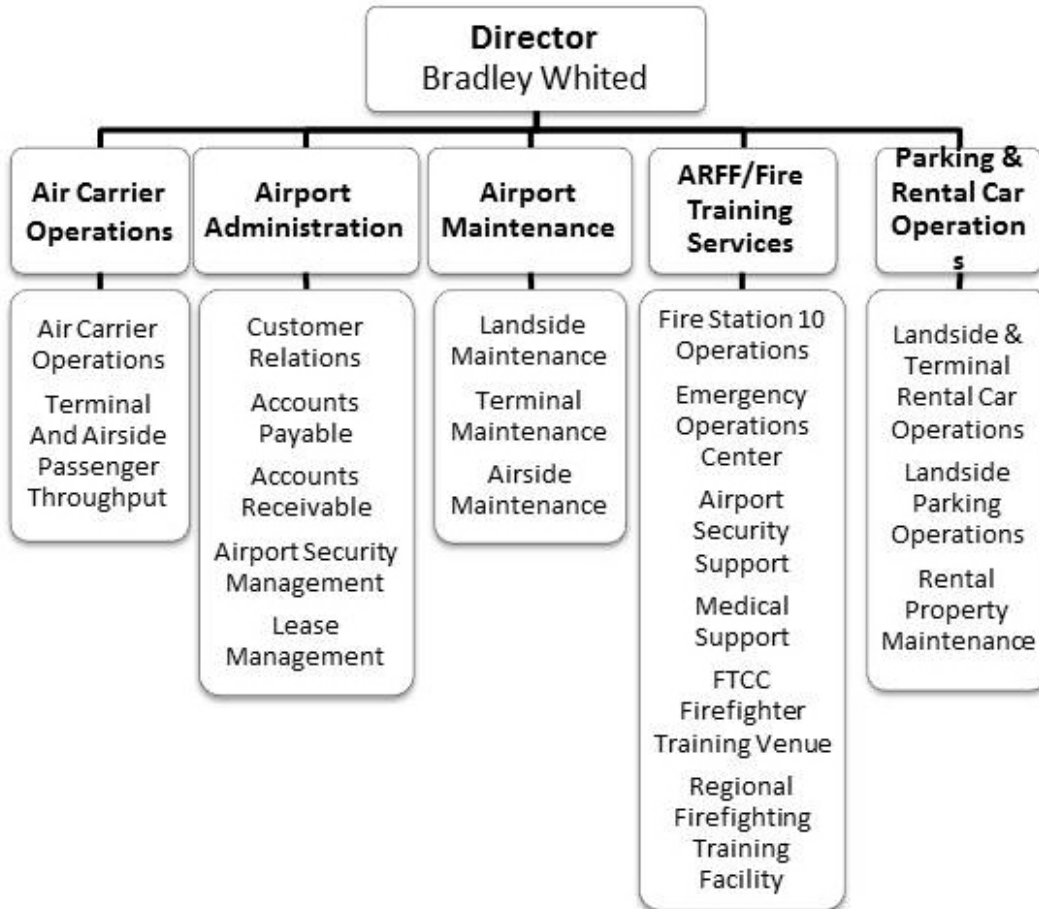 Director
Bradley Whited
Air Carrier
Operations
Airport
Administration
Airport
Maintenance
ARFF/Fire
Training
Services
Parking &
Rental Car
Operation
s
Air Carrier
Operations
Terminal
And Airside
Passenger
Throughput
Customer
Relations
Accounts
Payable
Accounts
Receivable
Airport Security
Management
Lease
Management
Landside
Maintenance
Terminal
Maintenance
Airside
Maintenance
Fire Station 10
Operations
Emergency
Operations
Center
Airport
Security
Support
Medical
Support
FTCC
Firefighter
Training Venue
Regional
Firefighting
Training
Facility
Landside &
Terminal
Rental Car
Operations
Landside
Parking
Operations
Rental
Property
Maintenance